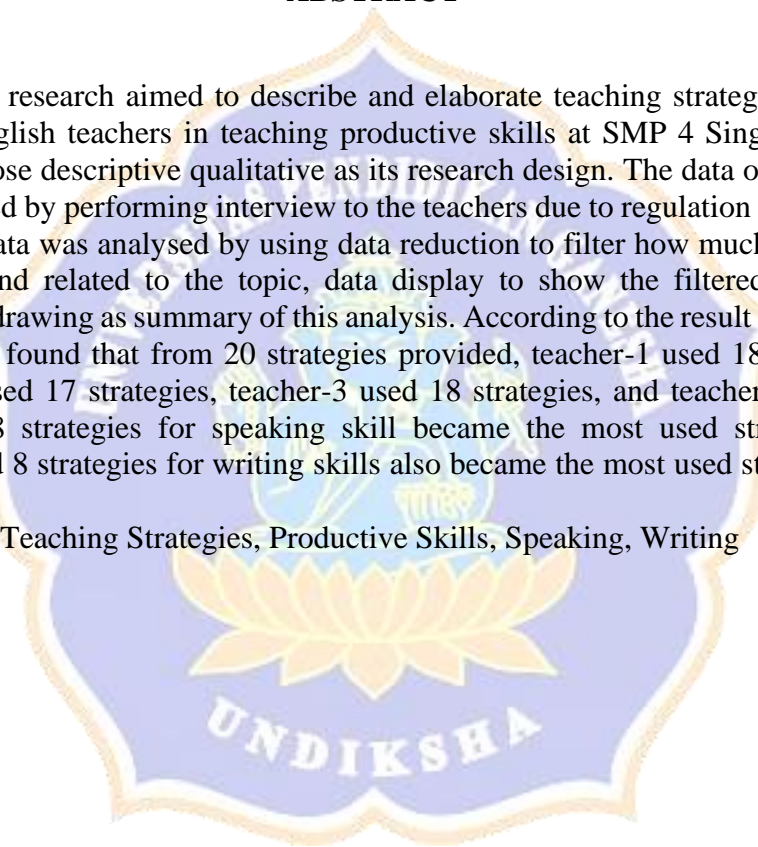 ABSTRACT
research aimed to describe and elaborate teaching strateg
glish teachers in teaching productive skills at SMP 4 Sing
ose descriptive qualitative as its research design. The data o
ed by performing interview to the teachers due to regulation
ata was analysed by using data reduction to filter how much
nd related to the topic, data display to show the filtered
drawing as summary of this analysis. According to the result
found that from 20 strategies provided, teacher-1 used 18
sed 17 strategies, teacher-3 used 18 strategies, and teacher
8 strategies for speaking skill became the most used str
d 8 strategies for writing skills also became the most used st
Teaching Strategies, Productive Skills, Speaking, Writing
UNIVERSITAS PENDIDIKAN GANESHA
UNDIKSHA